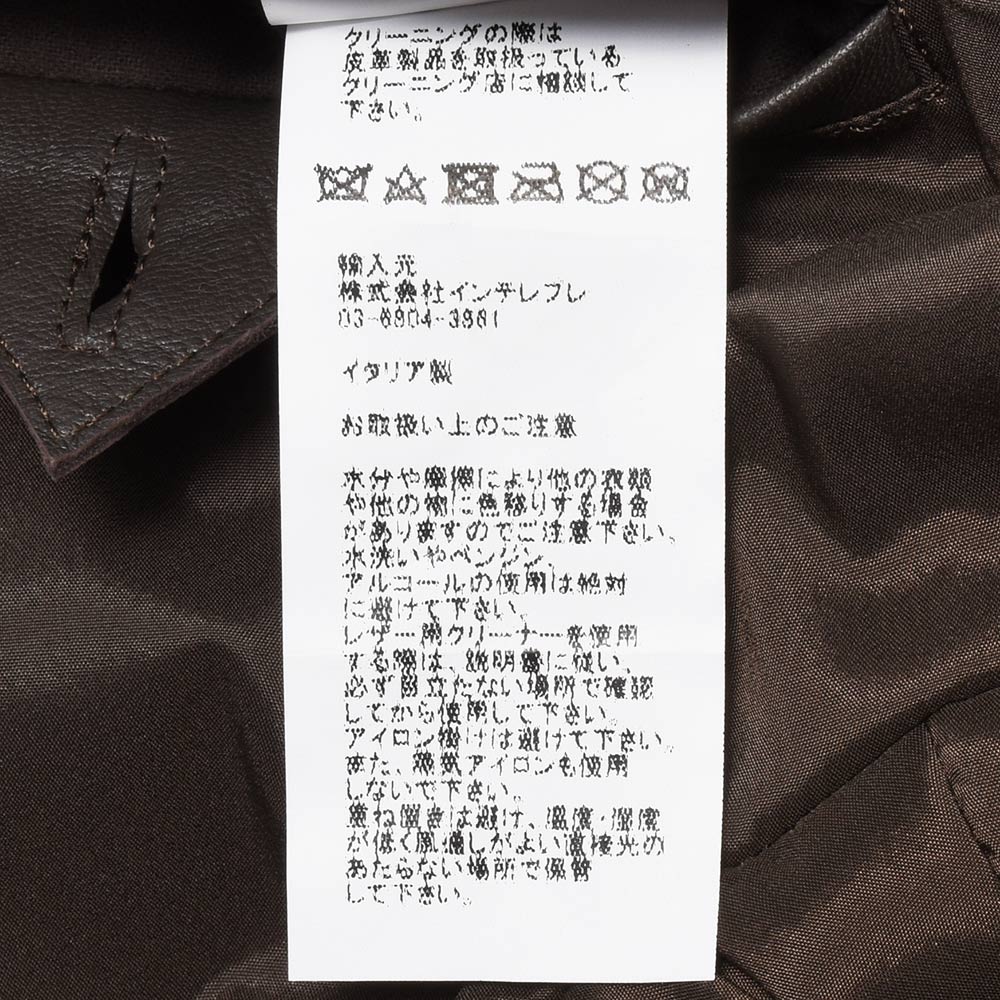 クリーニングの際は
皮革製品を取扱っている
クリーニング店に相談して
下さい。
輸入元
株式会社インテレプレ
03-6804-3861
イタリア製
お取扱い上のご注意
水分や摩擦により他の衣類
や他の物に色移りする場合
がありますのでご注意下さい。
水洗いやベンジン、
アルコールの使用は絶対
に避けて下さい。
レザー用クリーナーを使用
する際は、説明書に従い、
必ず目立たない場所で確認
してから使用して下さい。
アイロン掛けは避けて下さい。
また、蒸気アイロンも使用
しないで下さい。
重ね置きは避け、温度・湿度
が低く風通しがよい直接光の
あたらない場所で保管
して下さい。